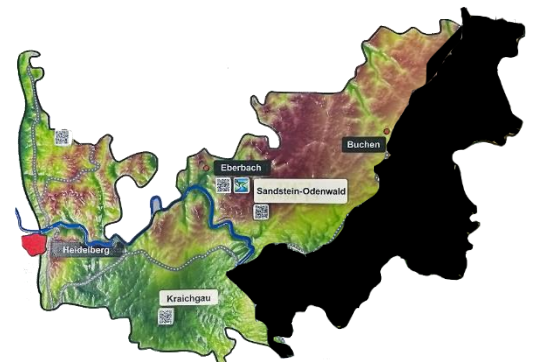 Buchen
Eberbach
Sandstein-Odenwald
Heidelberg
Kraichgau